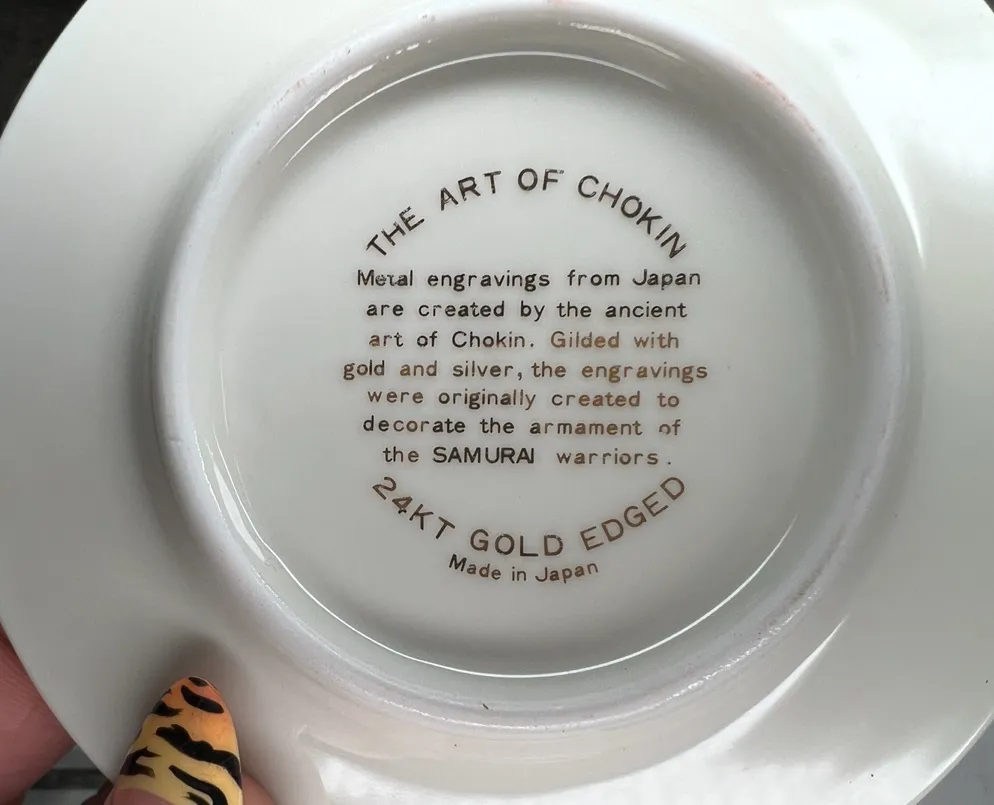 THE ART OF CHOKIN
Metal engravings from Japan
are created by the ancient
art of Chokin. Gilded with
gold and silver, the engravings
were originally created to
decorate the armament of
the SAMURAI warriors.
24KT GOLD EDGED
Made in Japan